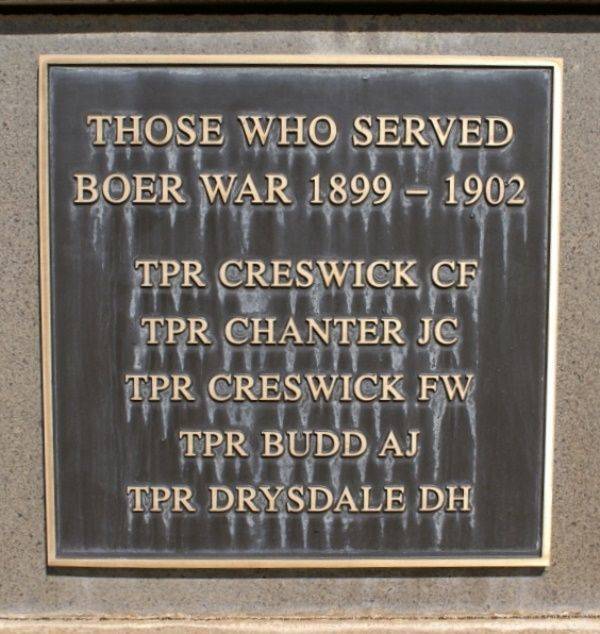 THOSE WHO SERVED
BOER WAR 1899 – 1902
TPR CRESWICK CF
TPR CHANTER JC
TPR CRESWICK FW
TPR BUDD AJ
TPR DRYSDALE DH